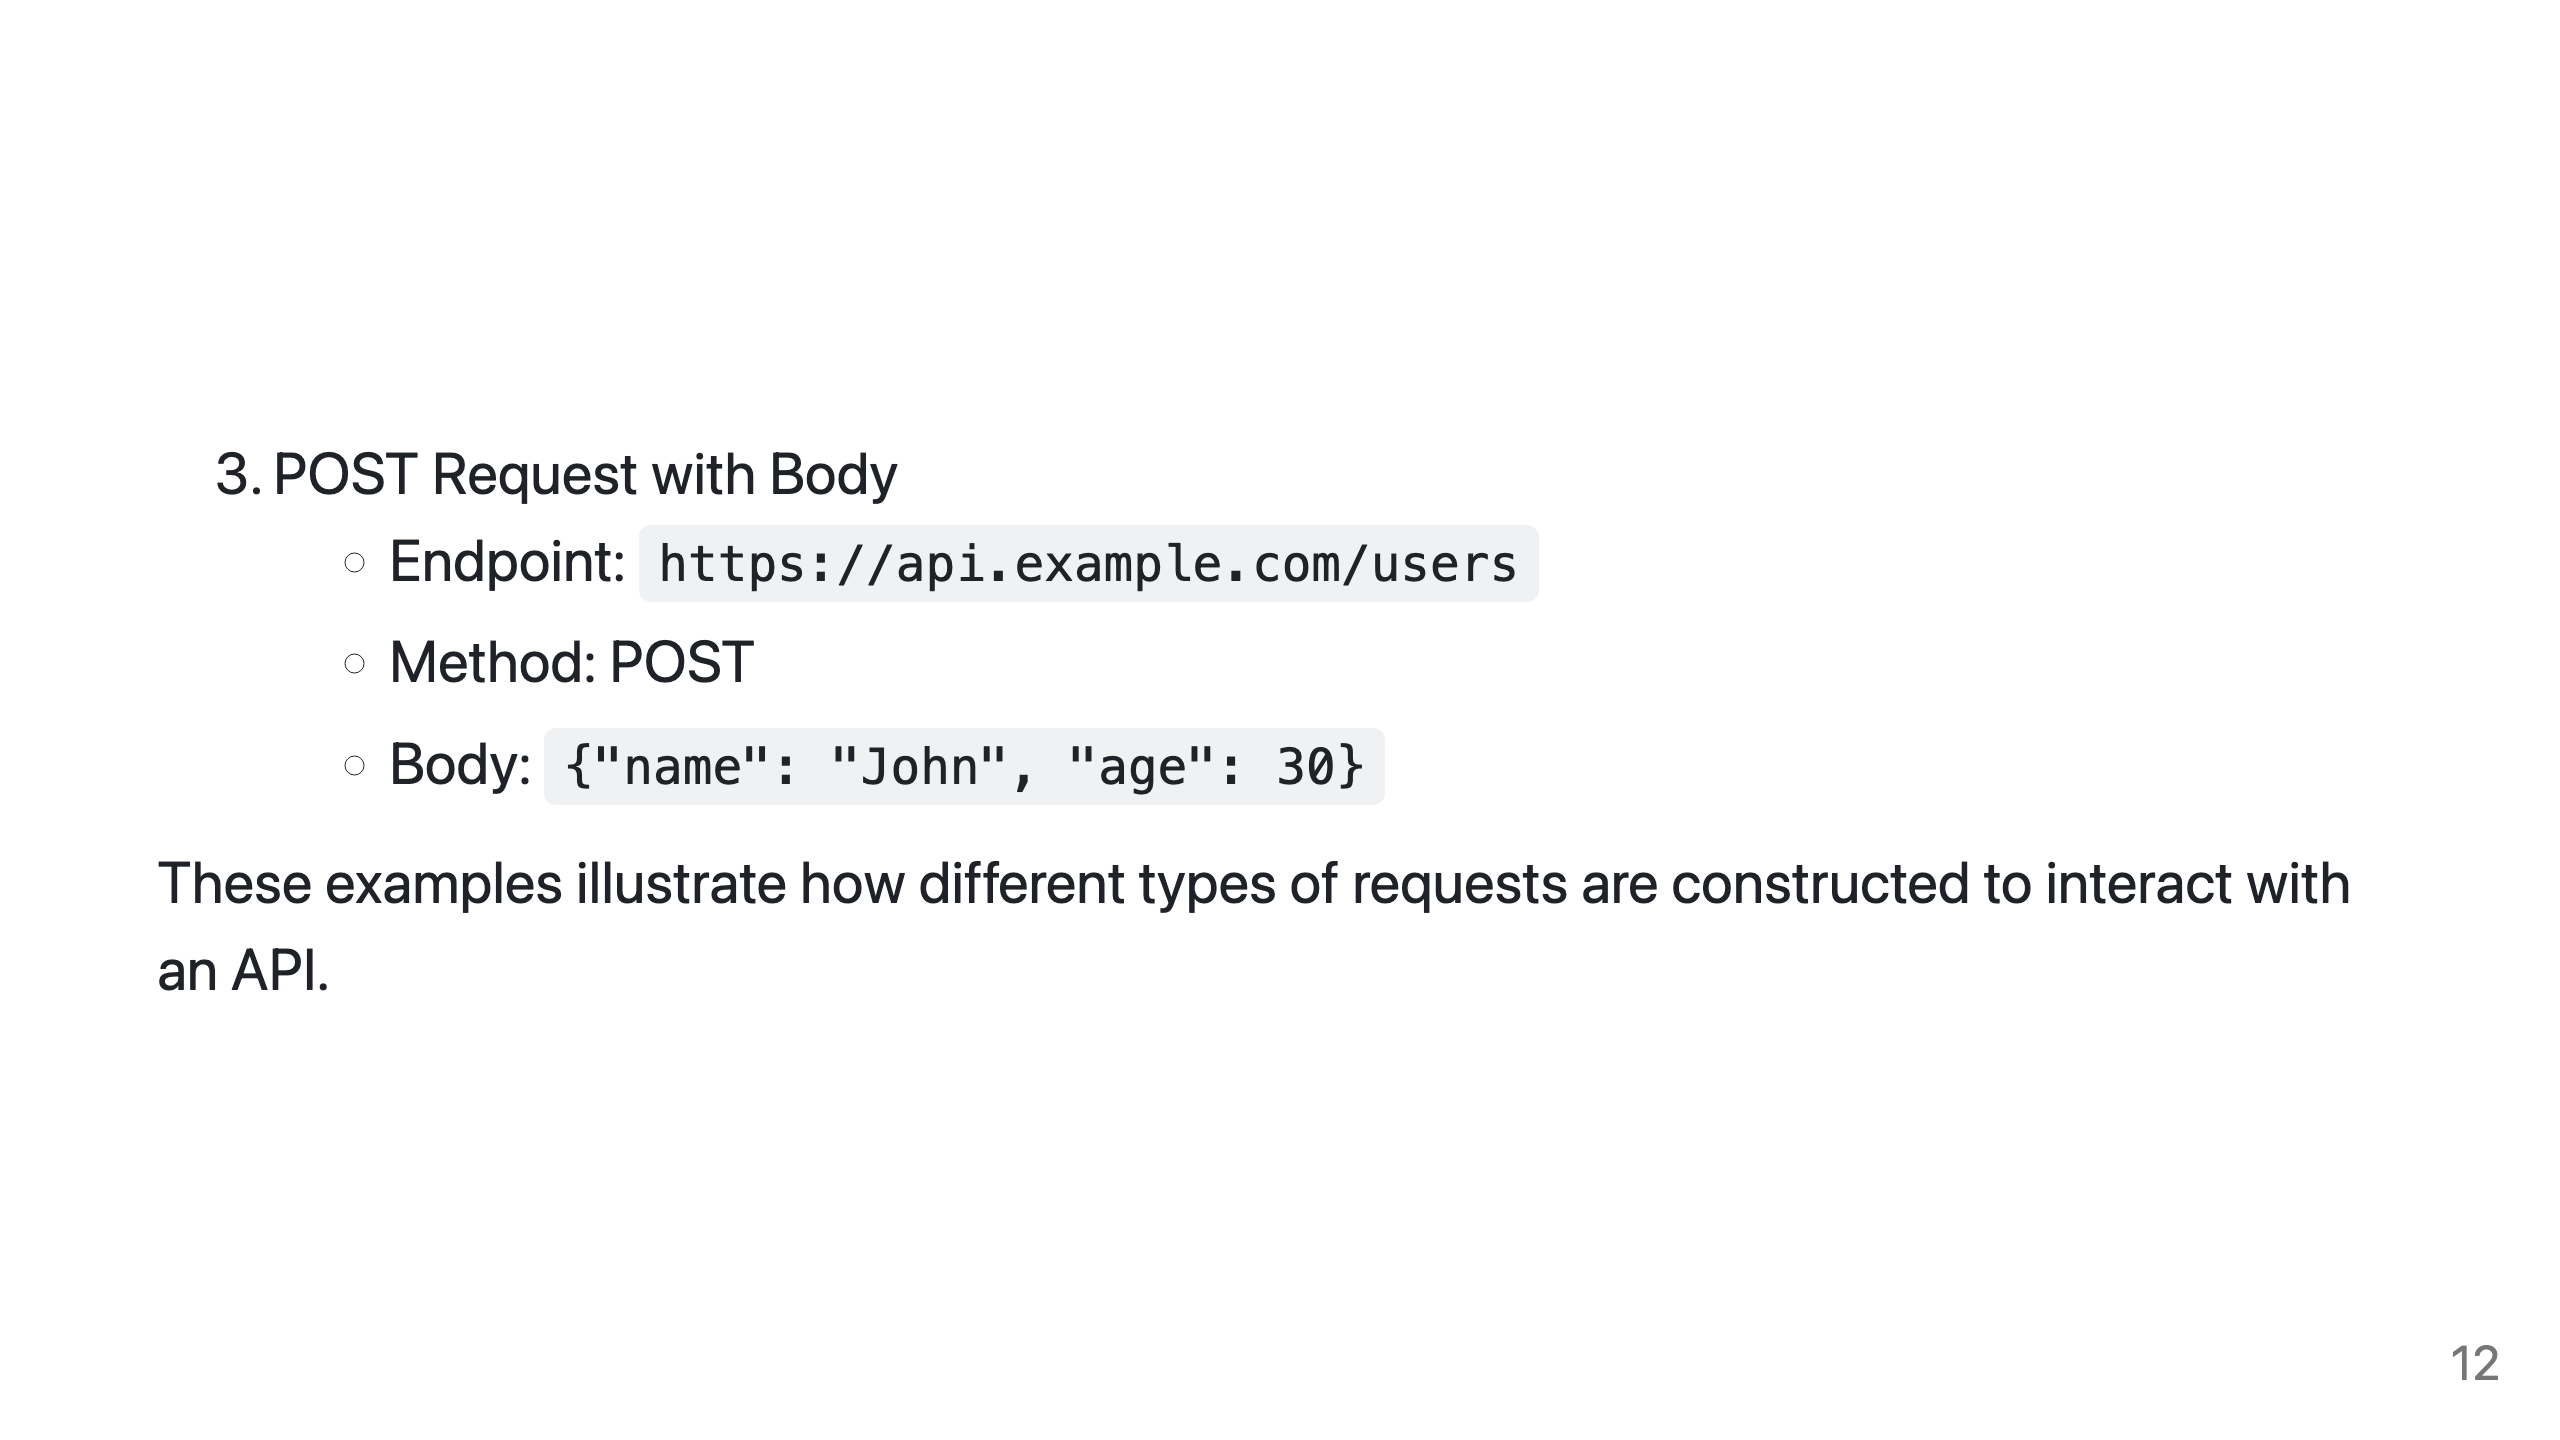 3. POST Request with Body
○ Endpoint: https://api.example.com/users
○ Method: POST
○ Body: {"name": "John", "age": 30}
These examples illustrate how different types of requests are constructed to interact with
an API.
12